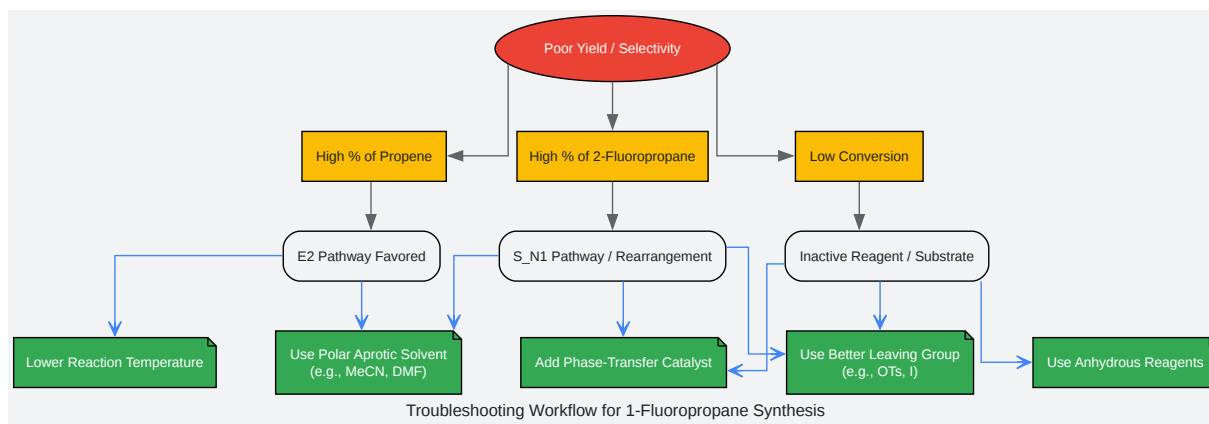 Poor Yield / Selectivity
High % of Propene
High % of 2-Fluoropropane
Low Conversion
E2 Pathway Favored
S_N1 Pathway / Rearrangement
Inactive Reagent / Substrate
Lower Reaction Temperature
Use Polar Aprotic Solvent
(e.g., MeCN, DMF)
Add Phase-Transfer Catalyst
Use Better Leaving Group
(e.g., OTs, I)
Use Anhydrous Reagents
Troubleshooting Workflow for 1-Fluoropropane Synthesis